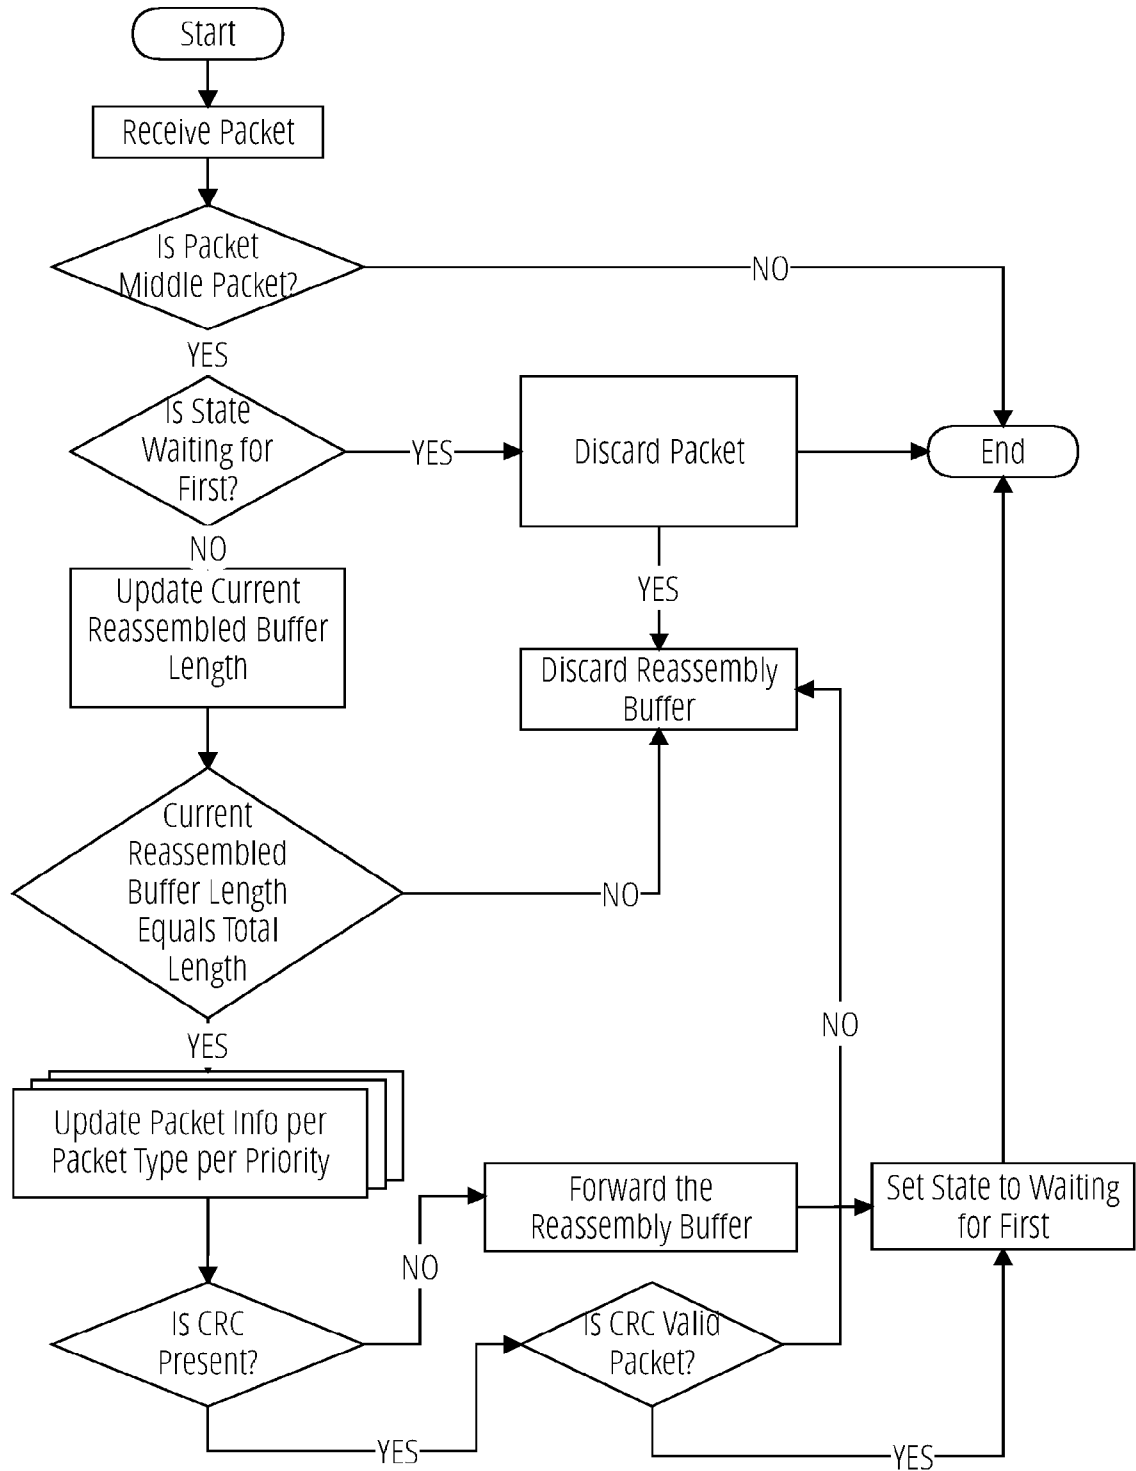 Start
Receive Packet
Is Packet
Middle Packet?
NO
YES
Is State
Waiting for
First?
YES
Discard Packet
End
NO
Update Current
Reassembled Buffer
Length
YES
Discard Reassembly
Buffer
Current
Reassembled
Buffer Length
Equals Total
Length
NO
NO
YES
Update Packet Info per
Packet Type per Priority
Forward the
Reassembly Buffer
Set State to Waiting
for First
NO
Is CRC
Present?
Is CRC Valid
Packet?
YES
YES